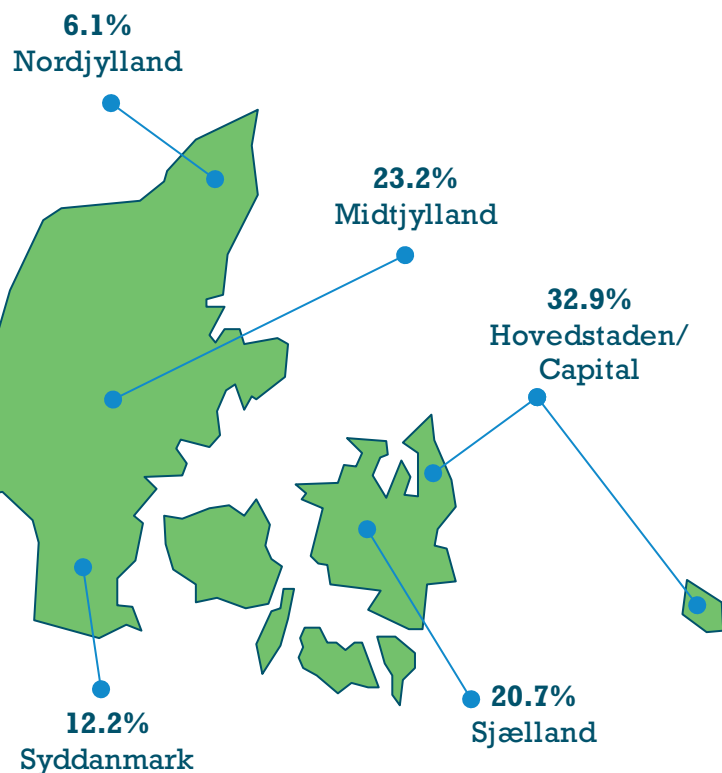 6.1%
Nordjylland
23.2%
Midtjylland
32.9%
Hovedstaden/
Capital
20.7%
Sjælland
12.2%
Syddanmark